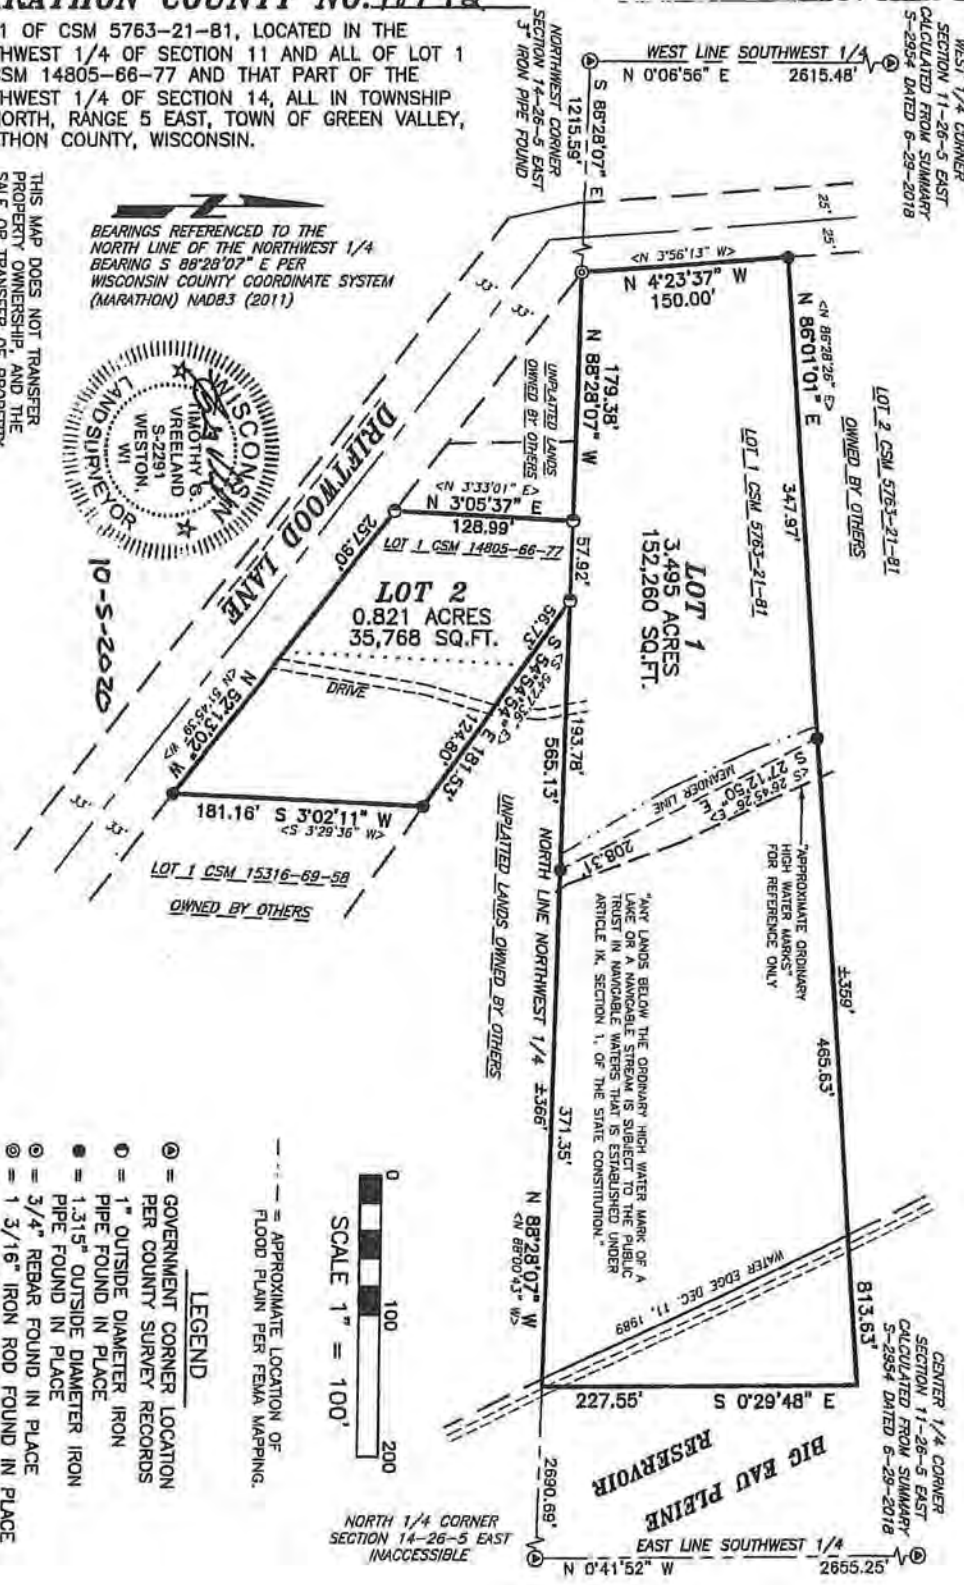 1 OF CSM 5763-21-81, LOCATED IN THE
HWEST 1/4 OF SECTION 11 AND ALL OF LOT 1
CSM 14805-66-77 AND THAT PART OF THE
HWEST 1/4 OF SECTION 14, ALL IN TOWNSHIP
NORTH, RANGE 5 EAST, TOWN OF GREEN VALLEY,
THON COUNTY, WISCONSIN.
WEST 1/4 CORNER
SECTION 11-26-5 EAST
CALCULATED FROM SUMMARY
S-2954 DATED 6-29-2018
WEST LINE SOUTHWEST 1/4
N 0°06'56" E 2615.48'
NORTHWEST CORNER
SECTION 14-26-5 EAST
3" IRON PIPE FOUND
S 88°28'07" E
1215.59'
BEARINGS REFERENCED TO THE
NORTH LINE OF THE NORTHWEST 1/4
BEARING S 88°28'07" E PER
WISCONSIN COUNTY COORDINATE SYSTEM
(MARATHON) NAD83 (2011)
THIS MAP DOES NOT TRANSFER
PROPERTY OWNERSHIP, AND THE
SALE OR TRANSFER OF PROPERTY
WISCONSIN
TIMOTHY G.
VREELAND
S-2291
WESTON,
WI
LAND SURVEYOR
10-5-2020
25'
25'
<N 3°56'13" W>
N 4°23'37" W
150.00'
<N 86°28'26" E>
N 86°01'01" E
347.97'
LOT 2 CSM 5763-21-81
OWNED BY OTHERS
LOT 1 CSM 5763-21-81
33'
33'
179.38'
N 88°28'07" W
UNPLATTED LANDS
OWNED BY OTHERS
DRIFTWOOD LANE
<N 3°33'01" E>
N 3°05'37" E
128.99'
LOT 1 CSM 14805-66-77
57.92'
LOT 1
3.495 ACRES
152,260 SQ.FT.
257.90'
LOT 2
0.821 ACRES
35,768 SQ.FT.
56.73'
<S 54°27'36" E>
S 54°54'54" E 181.53'
124.80'
DRIVE
N 52°13'02" W
<N 51°45'39" W>
193.78'
565.13'
MEANDER LINE
S 27°12'50" E
<S 26°45'26" E>
208.31'
"APPROXIMATE ORDINARY
HIGH WATER MARKS"
FOR REFERENCE ONLY
181.16' S 3°02'11" W
<S 3°29'36" W>
33'
33'
LOT 1 CSM 15316-69-58
OWNED BY OTHERS
UNPLATTED LANDS OWNED BY OTHERS
NORTH LINE NORTHWEST 1/4
±366'
"ANY LANDS BELOW THE ORDINARY HIGH WATER MARK OF A
LAKE OR A NAVIGABLE STREAM IS SUBJECT TO THE PUBLIC
TRUST IN NAVIGABLE WATERS THAT IS ESTABLISHED UNDER
ARTICLE IX, SECTION 1, OF THE STATE CONSTITUTION."
±359'
465.63'
371.35'
N 88°28'07" W
<N 88°00'43" W>
WATER EDGE DEC. 11, 1989
813.63'
227.55' S 0°29'48" E
BIG EAU PLEINE
RESERVOIR
CENTER 1/4 CORNER
SECTION 11-26-5 EAST
CALCULATED FROM SUMMARY
S-2954 DATED 6-29-2018
2690.69'
EAST LINE SOUTHWEST 1/4
N 0°41'52" W 2655.25'
NORTH 1/4 CORNER
SECTION 14-26-5 EAST
INACCESSIBLE
0 100 200
SCALE 1" = 100'
= APPROXIMATE LOCATION OF
FLOOD PLAIN PER FEMA MAPPING.
LEGEND
= GOVERNMENT CORNER LOCATION
PER COUNTY SURVEY RECORDS
= 1" OUTSIDE DIAMETER IRON
PIPE FOUND IN PLACE
= 1.315" OUTSIDE DIAMETER IRON
PIPE FOUND IN PLACE
= 3/4" REBAR FOUND IN PLACE
= 1 3/16" IRON ROD FOUND IN PLACE